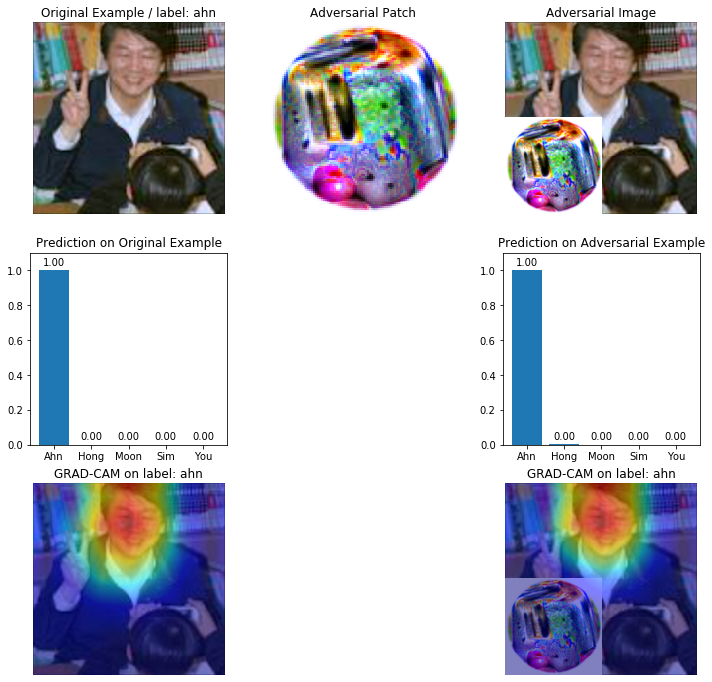 Original Example / label: ahn
Adversarial Patch
Adversarial Image
Prediction on Original Example
1.00
0.00 0.00 0.00 0.00
1.0
0.8
0.6
0.4
0.2
0.0
Ahn Hong Moon Sim You
Prediction on Adversarial Example
1.00
0.00 0.00 0.00 0.00
1.0
0.8
0.6
0.4
0.2
0.0
Ahn Hong Moon Sim You
GRAD-CAM on label: ahn
GRAD-CAM on label: ahn